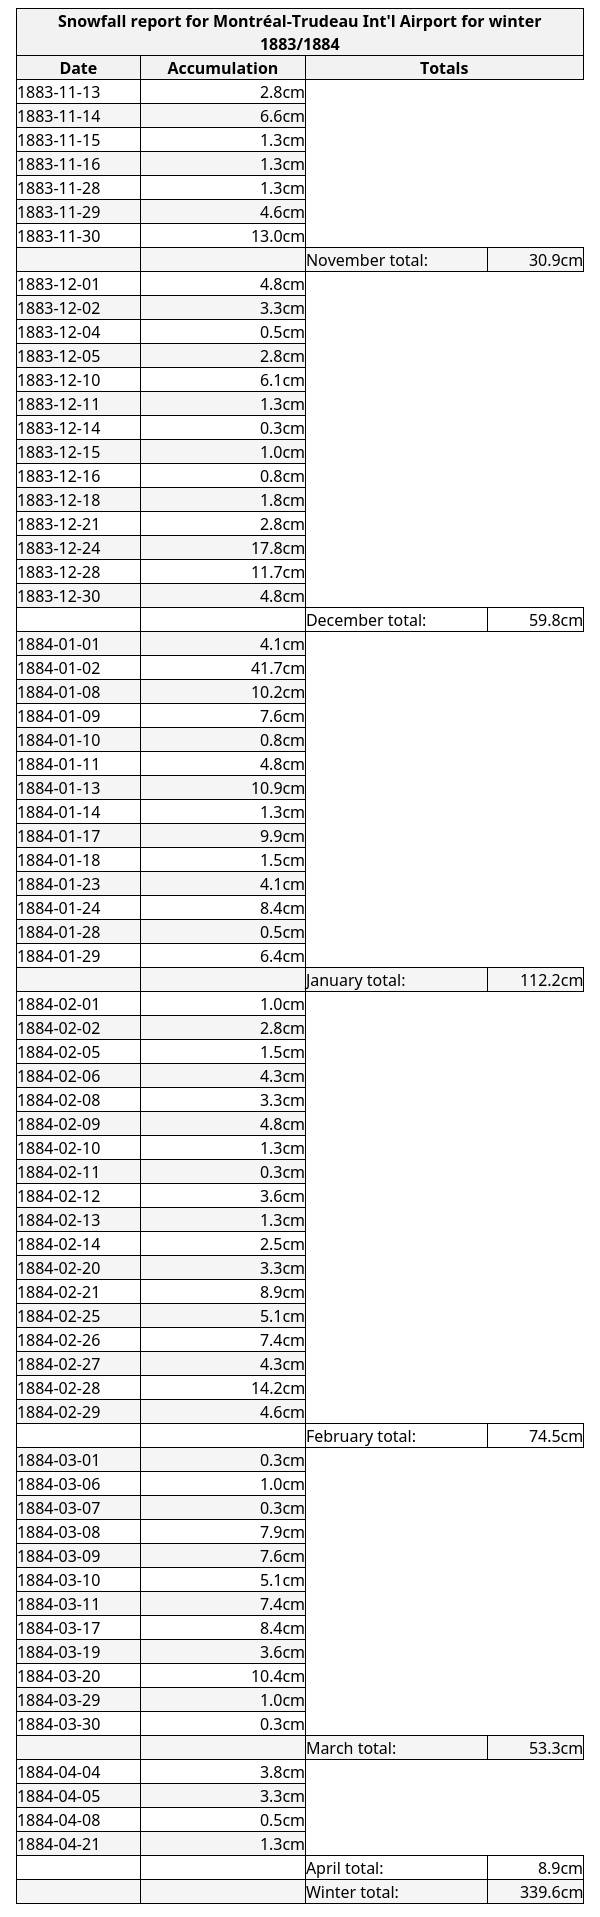 Snowfall report for Montréal-Trudeau Int'l Airport for winter
1883/1884
Date Accumulation Totals
1883-11-13 2.8cm
1883-11-14 6.6cm
1883-11-15 1.3cm
1883-11-16 1.3cm
1883-11-28 1.3cm
1883-11-29 4.6cm
1883-11-30 13.0cm
November total: 30.9cm
1883-12-01 4.8cm
1883-12-02 3.3cm
1883-12-04 0.5cm
1883-12-05 2.8cm
1883-12-10 6.1cm
1883-12-11 1.3cm
1883-12-14 0.3cm
1883-12-15 1.0cm
1883-12-16 0.8cm
1883-12-18 1.8cm
1883-12-21 2.8cm
1883-12-24 17.8cm
1883-12-28 11.7cm
1883-12-30 4.8cm
December total: 59.8cm
1884-01-01 4.1cm
1884-01-02 41.7cm
1884-01-08 10.2cm
1884-01-09 7.6cm
1884-01-10 0.8cm
1884-01-11 4.8cm
1884-01-13 10.9cm
1884-01-14 1.3cm
1884-01-17 9.9cm
1884-01-18 1.5cm
1884-01-23 4.1cm
1884-01-24 8.4cm
1884-01-28 0.5cm
1884-01-29 6.4cm
January total: 112.2cm
1884-02-01 1.0cm
1884-02-02 2.8cm
1884-02-05 1.5cm
1884-02-06 4.3cm
1884-02-08 3.3cm
1884-02-09 4.8cm
1884-02-10 1.3cm
1884-02-11 0.3cm
1884-02-12 3.6cm
1884-02-13 1.3cm
1884-02-14 2.5cm
1884-02-20 3.3cm
1884-02-21 8.9cm
1884-02-25 5.1cm
1884-02-26 7.4cm
1884-02-27 4.3cm
1884-02-28 14.2cm
1884-02-29 4.6cm
February total: 74.5cm
1884-03-01 0.3cm
1884-03-06 1.0cm
1884-03-07 0.3cm
1884-03-08 7.9cm
1884-03-09 7.6cm
1884-03-10 5.1cm
1884-03-11 7.4cm
1884-03-17 8.4cm
1884-03-19 3.6cm
1884-03-20 10.4cm
1884-03-29 1.0cm
1884-03-30 0.3cm
March total: 53.3cm
1884-04-04 3.8cm
1884-04-05 3.3cm
1884-04-08 0.5cm
1884-04-21 1.3cm
April total: 8.9cm
Winter total: 339.6cm